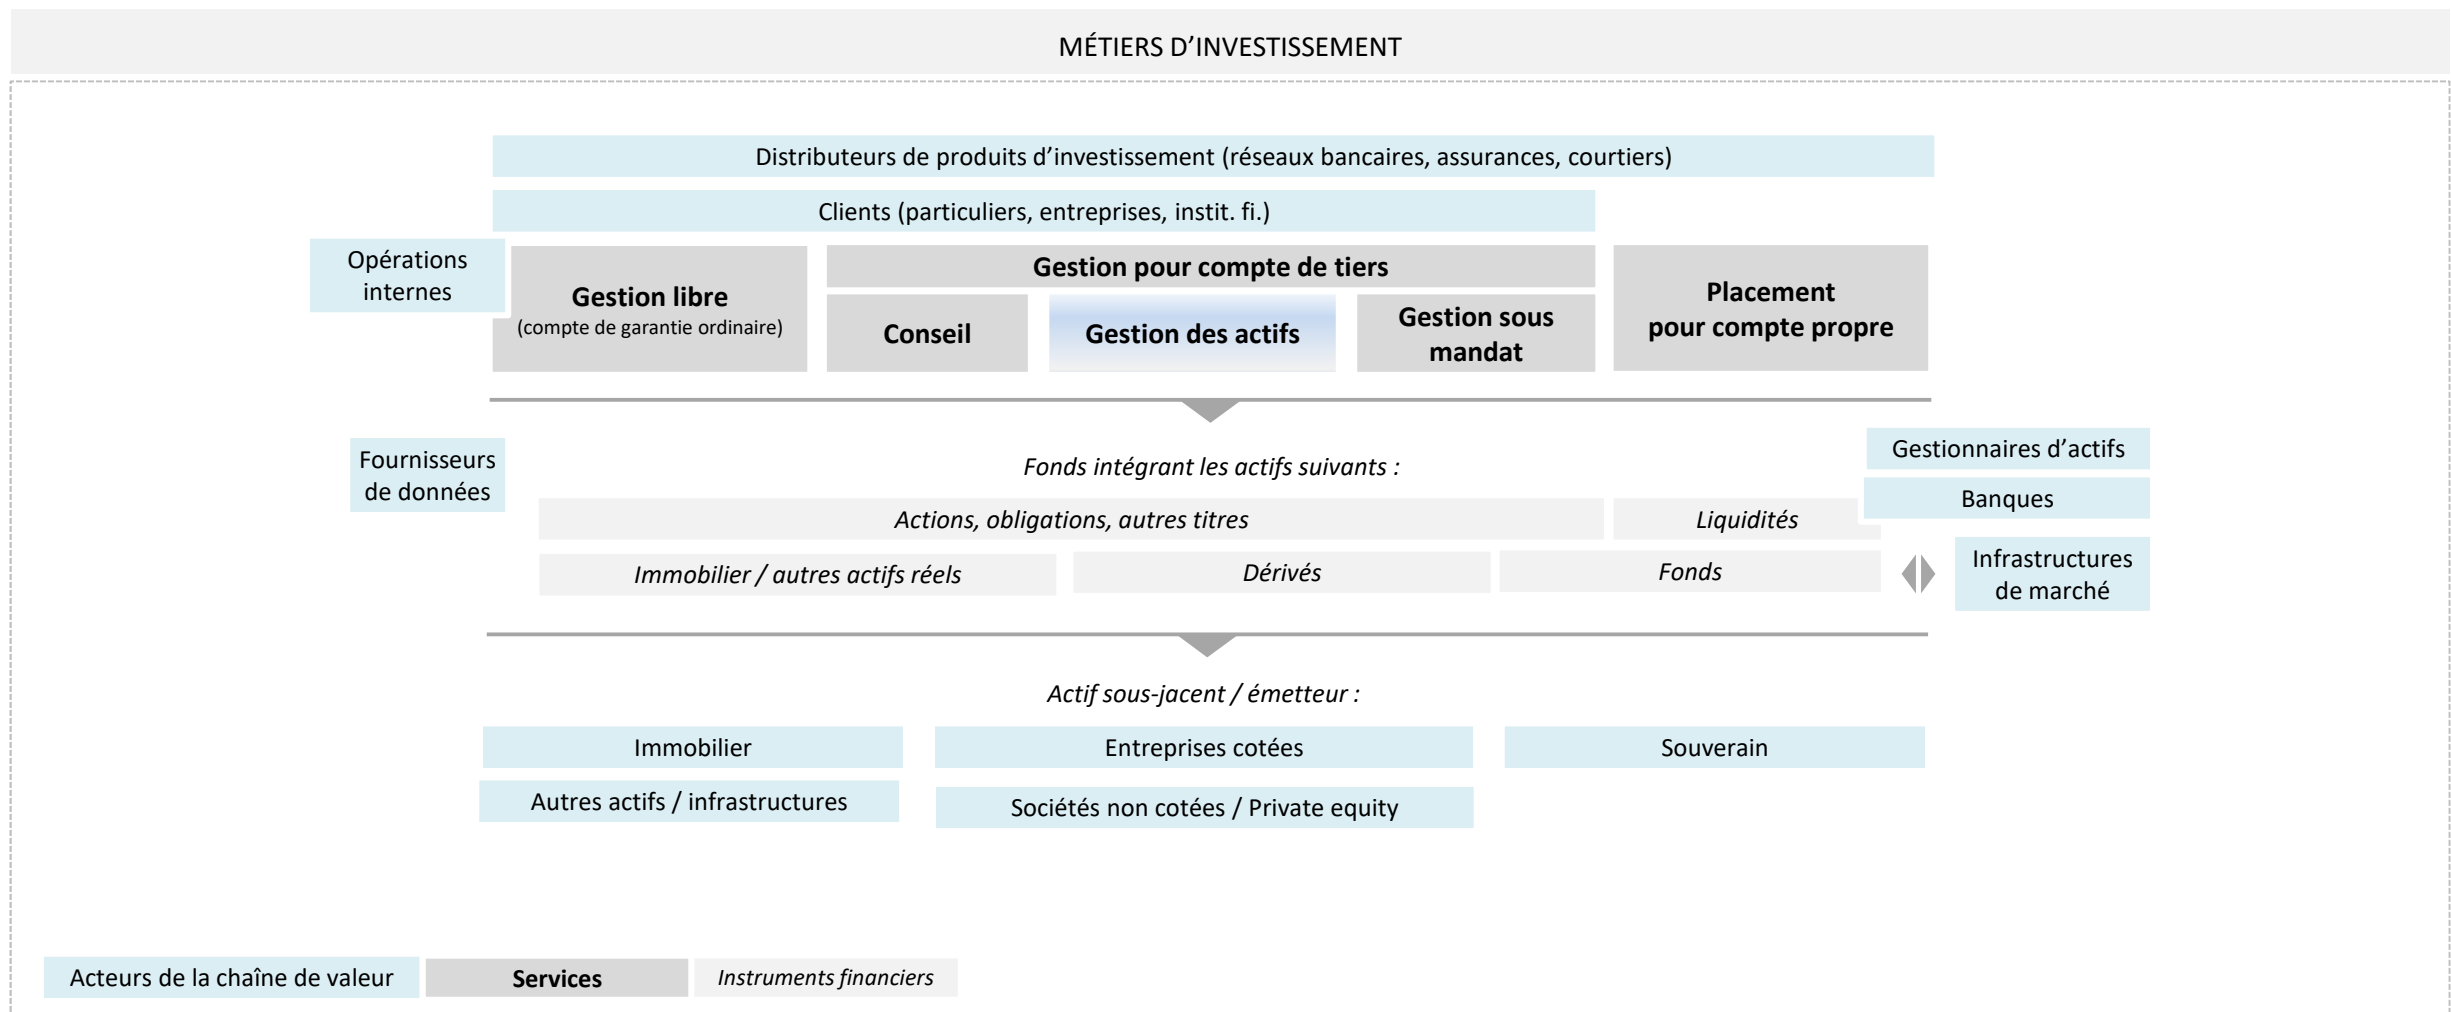 MÉTIERS D’INVESTISSEMENT
Distributeurs de produits d’investissement (réseaux bancaires, assurances, courtiers)
Clients (particuliers, entreprises, instit. fi.)
Opérations
internes
Gestion libre
(compte de garantie ordinaire)
Gestion pour compte de tiers
Conseil
Gestion des actifs
Gestion sous
mandat
Placement
pour compte propre
Fournisseurs
de données
Fonds intégrant les actifs suivants :
Gestionnaires d’actifs
Banques
Actions, obligations, autres titres
Liquidités
Immobilier / autres actifs réels
Dérivés
Fonds
Infrastructures
de marché
Actif sous-jacent / émetteur :
Immobilier
Entreprises cotées
Souverain
Autres actifs / infrastructures
Sociétés non cotées / Private equity
Acteurs de la chaîne de valeur
Services
Instruments financiers